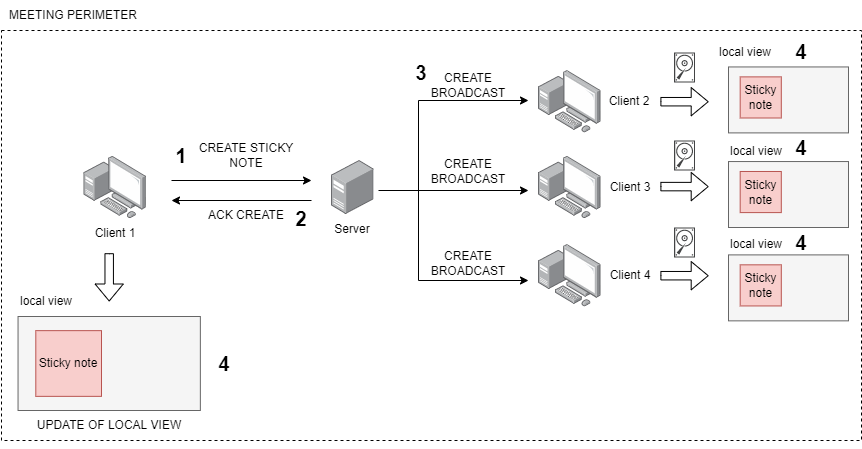 MEETING PERIMETER
local view
4
3
CREATE
BROADCAST
Client 2
Sticky
note
1
CREATE STICKY
NOTE
local view
4
CREATE
BROADCAST
Client 3
Sticky
note
ACK CREATE
2
Client 1
Server
local view
4
CREATE
BROADCAST
Client 4
Sticky
note
local view
Sticky note
4
UPDATE OF LOCAL VIEW